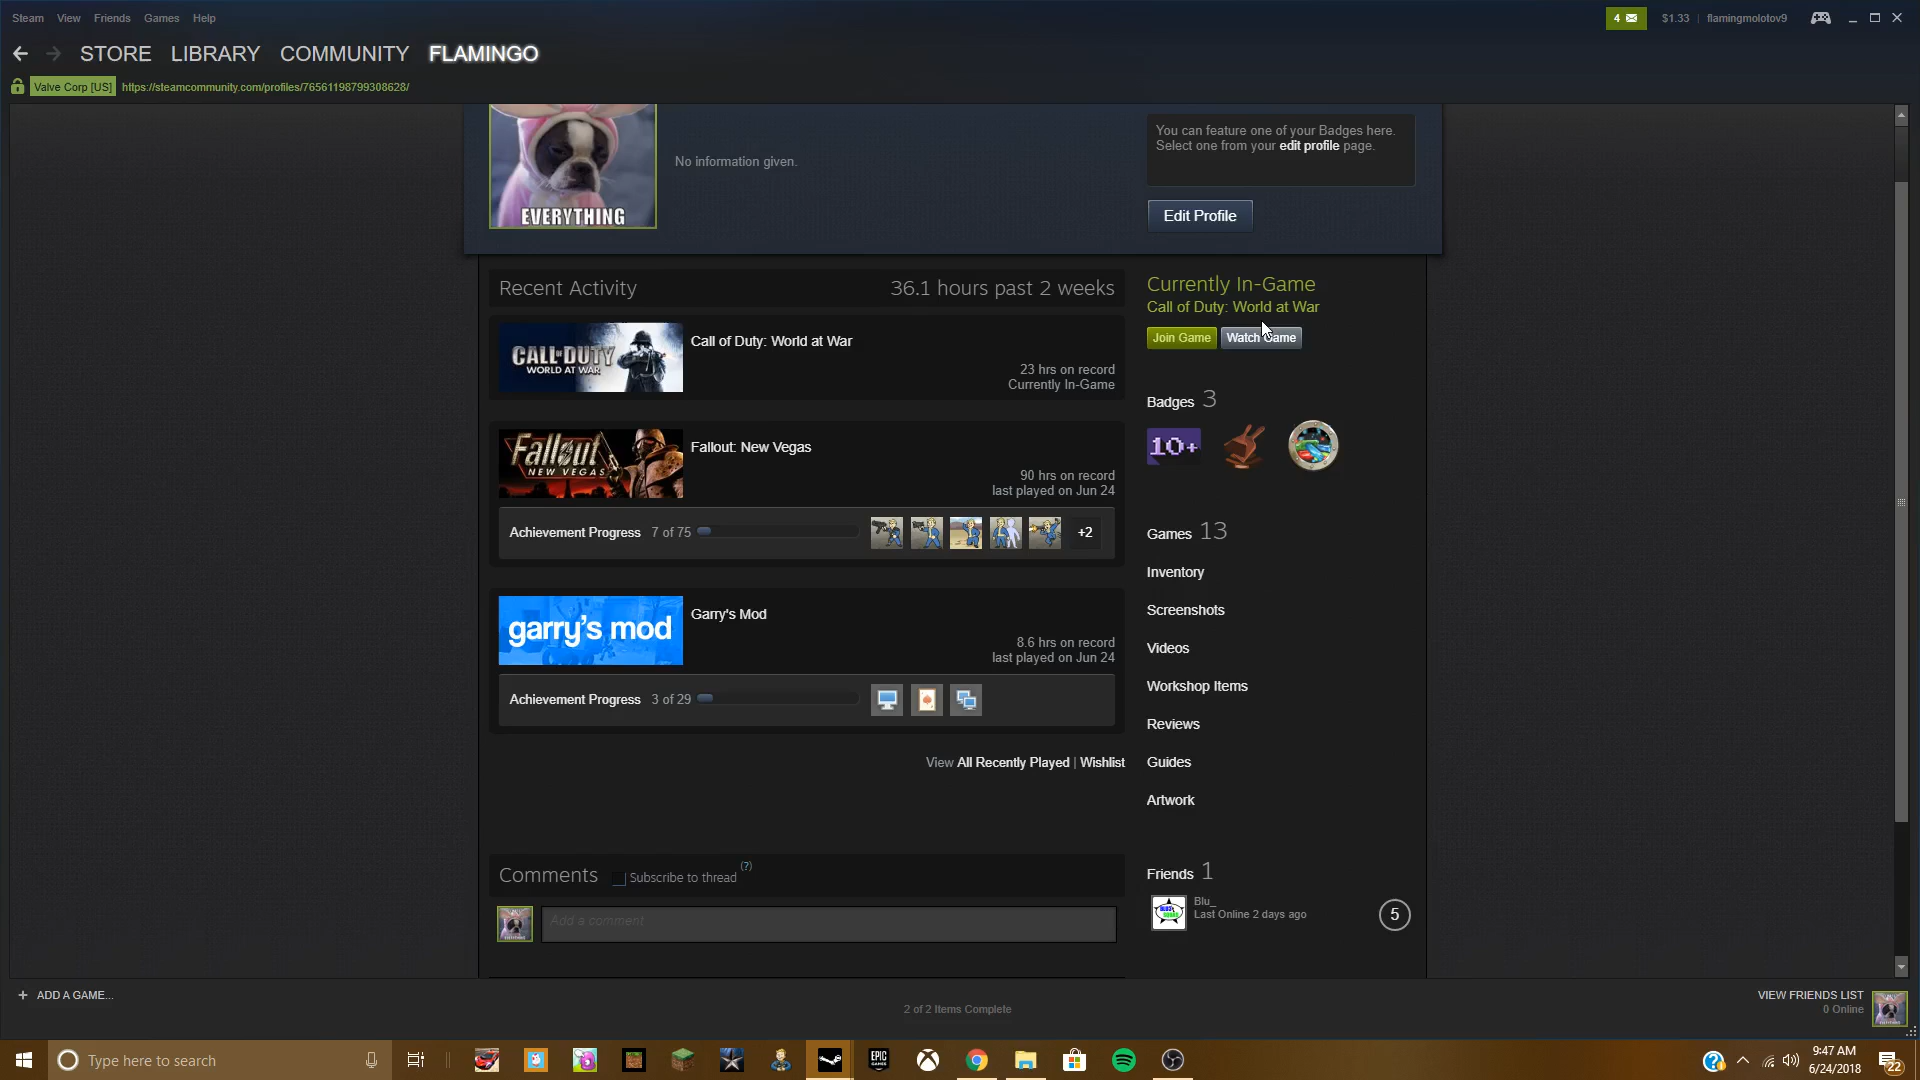 Steam View Friends Games Help
4 $1.33 | flamingmolotov9
STORE LIBRARY COMMUNITY FLAMINGO
Valve Corp [US] https://steamcommunity.com/profiles/76561198799308628/
EVERYTHING
No information given.
You can feature one of your Badges here.
Select one from your edit profile page.
Edit Profile
Recent Activity 36.1 hours past 2 weeks
CALL OF DUTY
WORLD AT WAR
Call of Duty: World at War
23 hrs on record
Currently In-Game
Fallout
NEW VEGAS
Fallout: New Vegas
90 hrs on record
last played on Jun 24
Achievement Progress 7 of 75 +2
garry's mod
Garry's Mod
8.6 hrs on record
last played on Jun 24
Achievement Progress 3 of 29
View All Recently Played | Wishlist
Comments Subscribe to thread (?)
Add a comment
Currently In-Game
Call of Duty: World at War
Join Game Watch Game
Badges 3
10+
Games 13
Inventory
Screenshots
Videos
Workshop Items
Reviews
Guides
Artwork
Friends 1
Blu_
Last Online 2 days ago
5
+ ADD A GAME...
2 of 2 Items Complete
VIEW FRIENDS LIST
0 Online
Type here to search
EPIC
GAMES
9:47 AM
6/24/2018
22